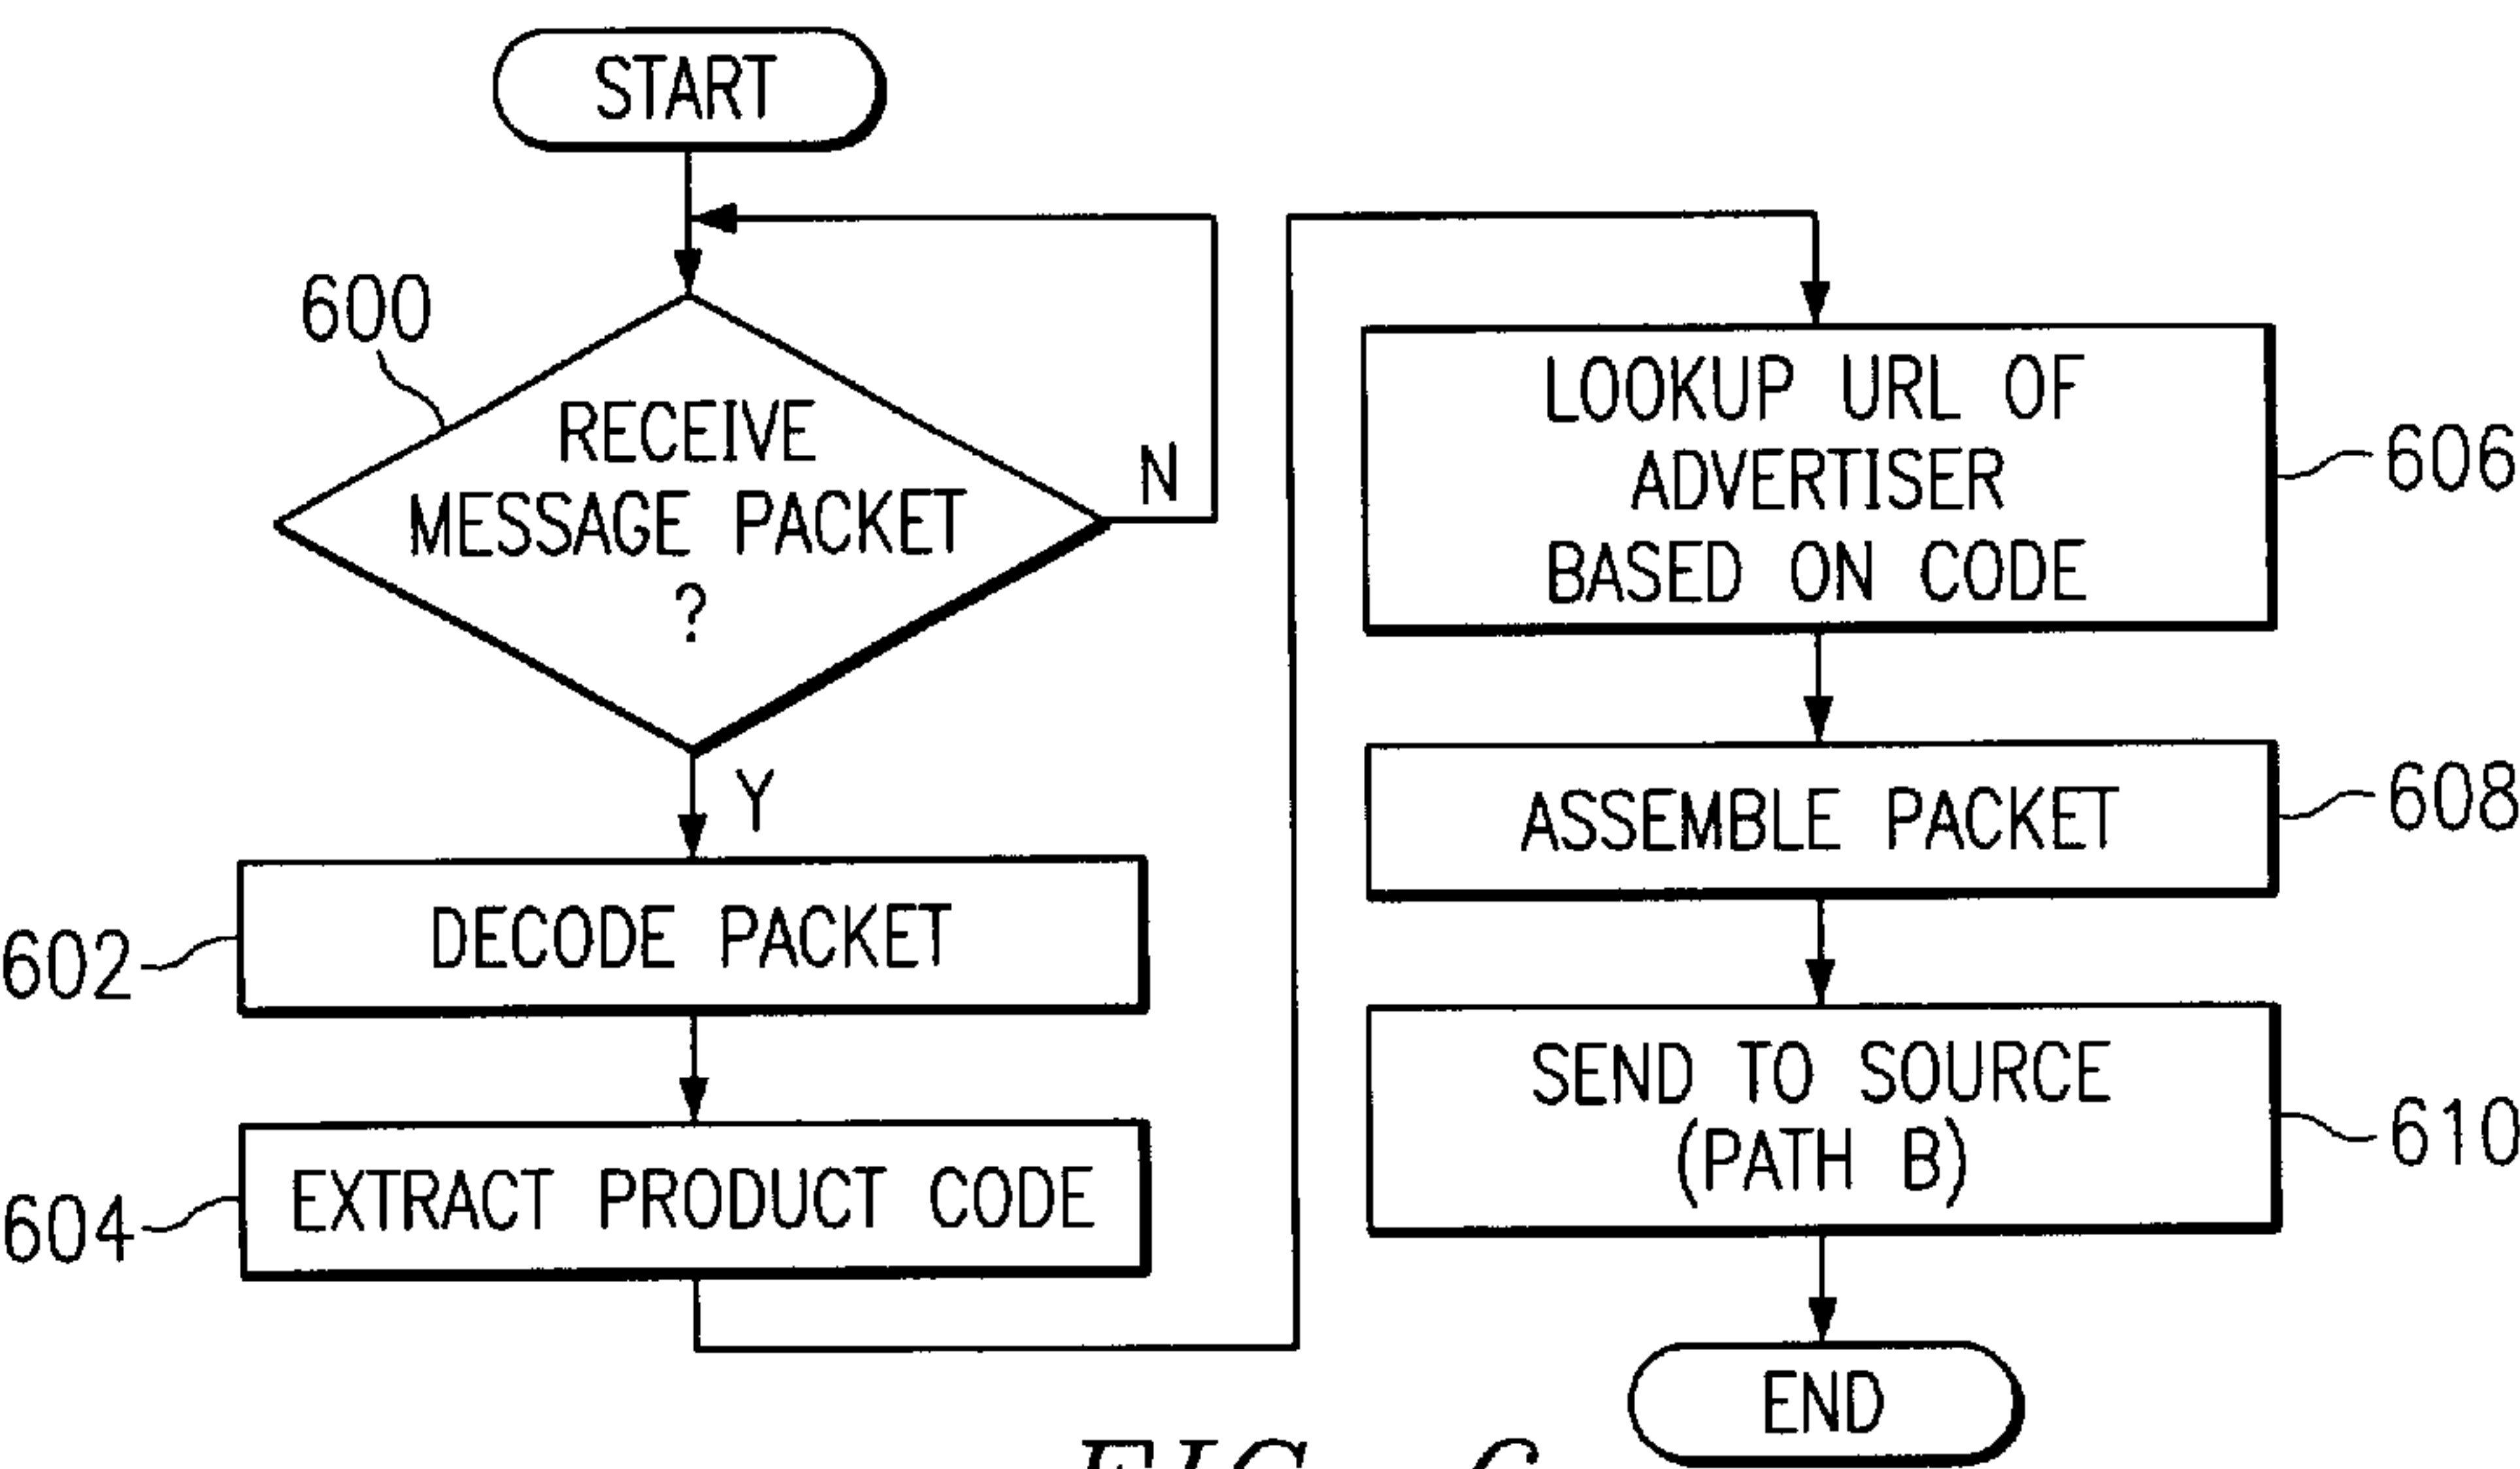 START
600
RECEIVE
MESSAGE PACKET
?
N
Y
602
DECODE PACKET
604
EXTRACT PRODUCT CODE
LOOKUP URL OF
ADVERTISER
BASED ON CODE
606
ASSEMBLE PACKET
608
SEND TO SOURCE
(PATH B)
610
END